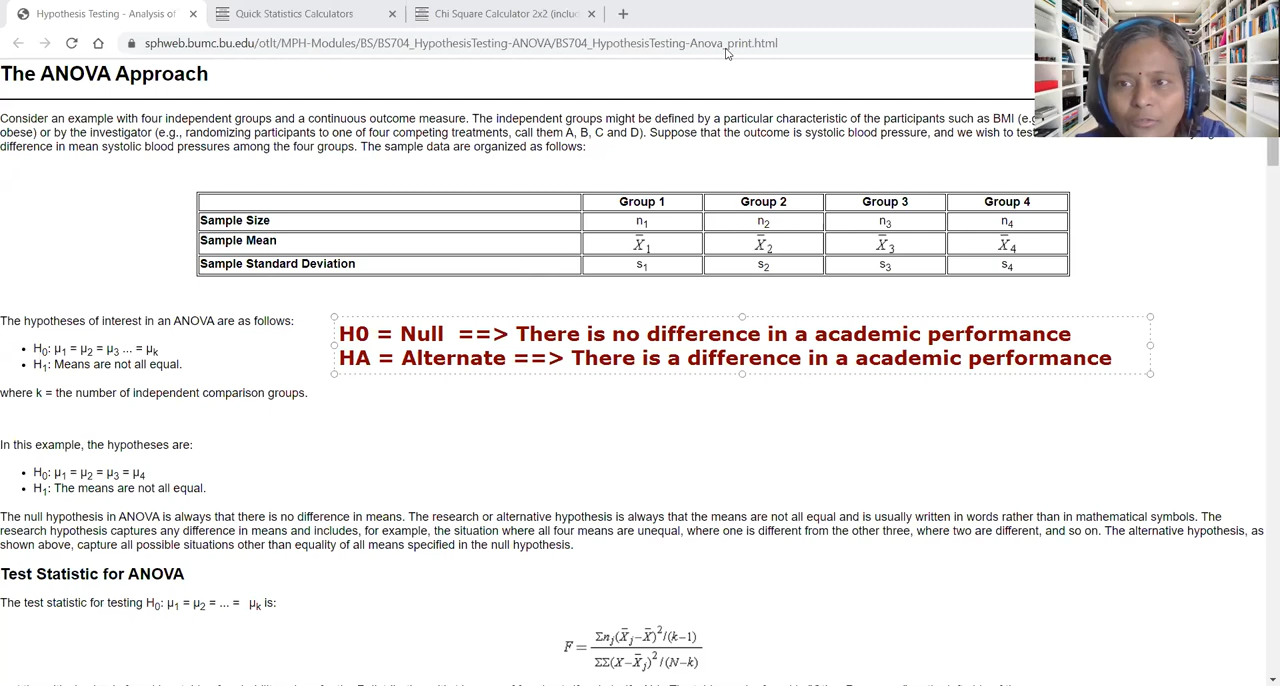 Hypothesis Testing - Analysis of
Quick Statistics Calculators
Chi Square Calculator 2x2 (inclu
sphweb.bumc.bu.edu/otlt/MPH-Modules/BS/BS704_HypothesisTesting-ANOVA/BS704_HypothesisTesting-Anova_print.html
The ANOVA Approach
Consider an example with four independent groups and a continuous outcome measure. The independent groups might be defined by a particular characteristic of the participants such as BMI (e.g
obese) or by the investigator (e.g., randomizing participants to one of four competing treatments, call them A, B, C and D). Suppose that the outcome is systolic blood pressure, and we wish to test
difference in mean systolic blood pressures among the four groups. The sample data are organized as follows:
Group 1 Group 2 Group 3 Group 4
Sample Size n1 n2 n3 n4
Sample Mean X̄1 X̄2 X̄3 X̄4
Sample Standard Deviation s1 s2 s3 s4
The hypotheses of interest in an ANOVA are as follows:
H0 = Null ==> There is no difference in a academic performance
HA = Alternate ==> There is a difference in a academic performance
• H0: μ1 = μ2 = μ3 ... = μk
• H1: Means are not all equal.
where k = the number of independent comparison groups.
In this example, the hypotheses are:
• H0: μ1 = μ2 = μ3 = μ4
• H1: The means are not all equal.
The null hypothesis in ANOVA is always that there is no difference in means. The research or alternative hypothesis is always that the means are not all equal and is usually written in words rather than in mathematical symbols. The
research hypothesis captures any difference in means and includes, for example, the situation where all four means are unequal, where one is different from the other three, where two are different, and so on. The alternative hypothesis, as
shown above, capture all possible situations other than equality of all means specified in the null hypothesis.
Test Statistic for ANOVA
The test statistic for testing H0: μ1 = μ2 = ... = μk is:
F = Σnj(X̄j−X̄)²/(k−1)
ΣΣ(X−X̄j)²/(N−k)